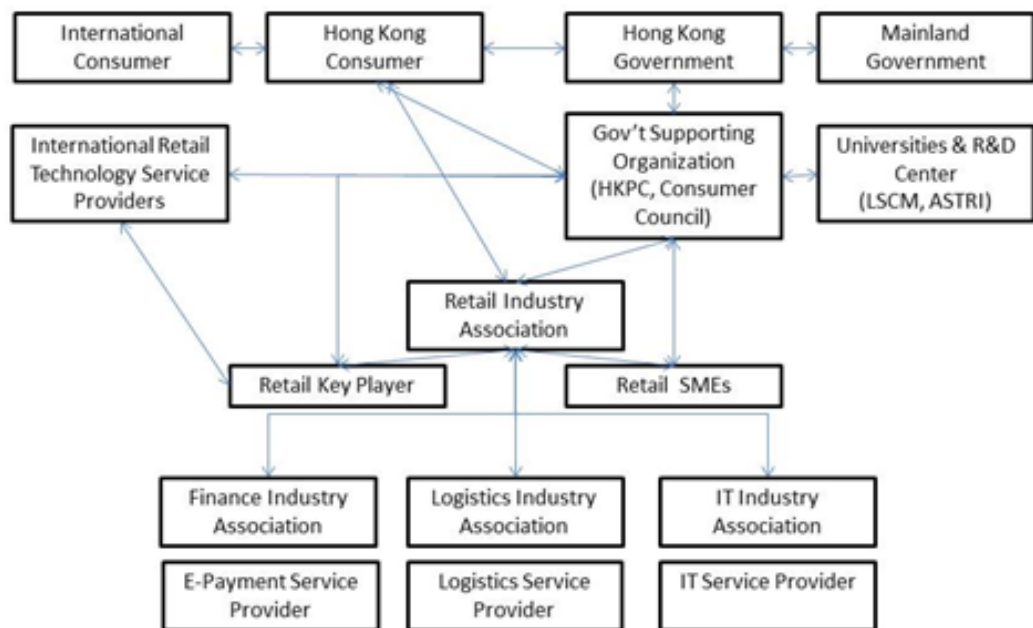 International
Consumer
Hong Kong
Consumer
Hong Kong
Government
Mainland
Government
International Retail
Technology Service
Providers
Gov't Supporting
Organization
(HKPC, Consumer
Council)
Universities & R&D
Center
(LSCM, ASTRI)
Retail Industry
Association
Retail Key Player
Retail SMEs
Finance Industry
Association
Logistics Industry
Association
IT Industry
Association
E-Payment Service
Provider
Logistics Service
Provider
IT Service Provider